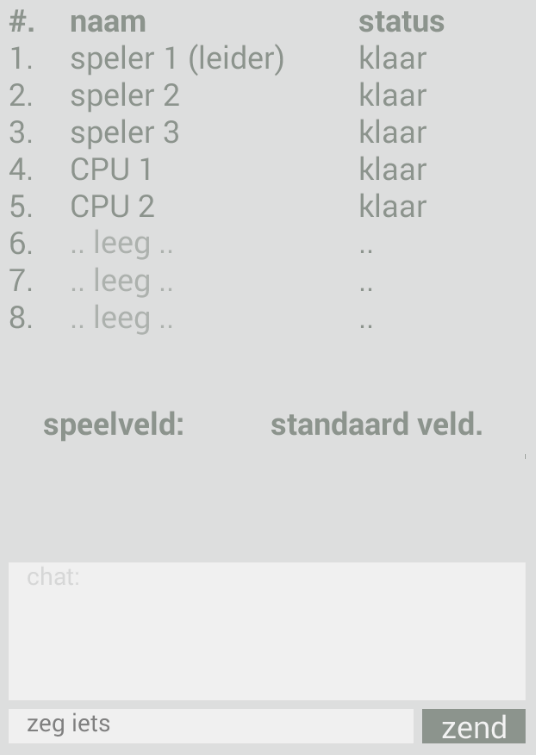 #. naam status
1. speler 1 (leider) klaar
2. speler 2 klaar
3. speler 3 klaar
4. CPU 1 klaar
5. CPU 2 klaar
6. .. leeg .. ..
7. .. leeg .. ..
8. .. leeg .. ..
speelveld: standaard veld.
chat:
zeg iets zend